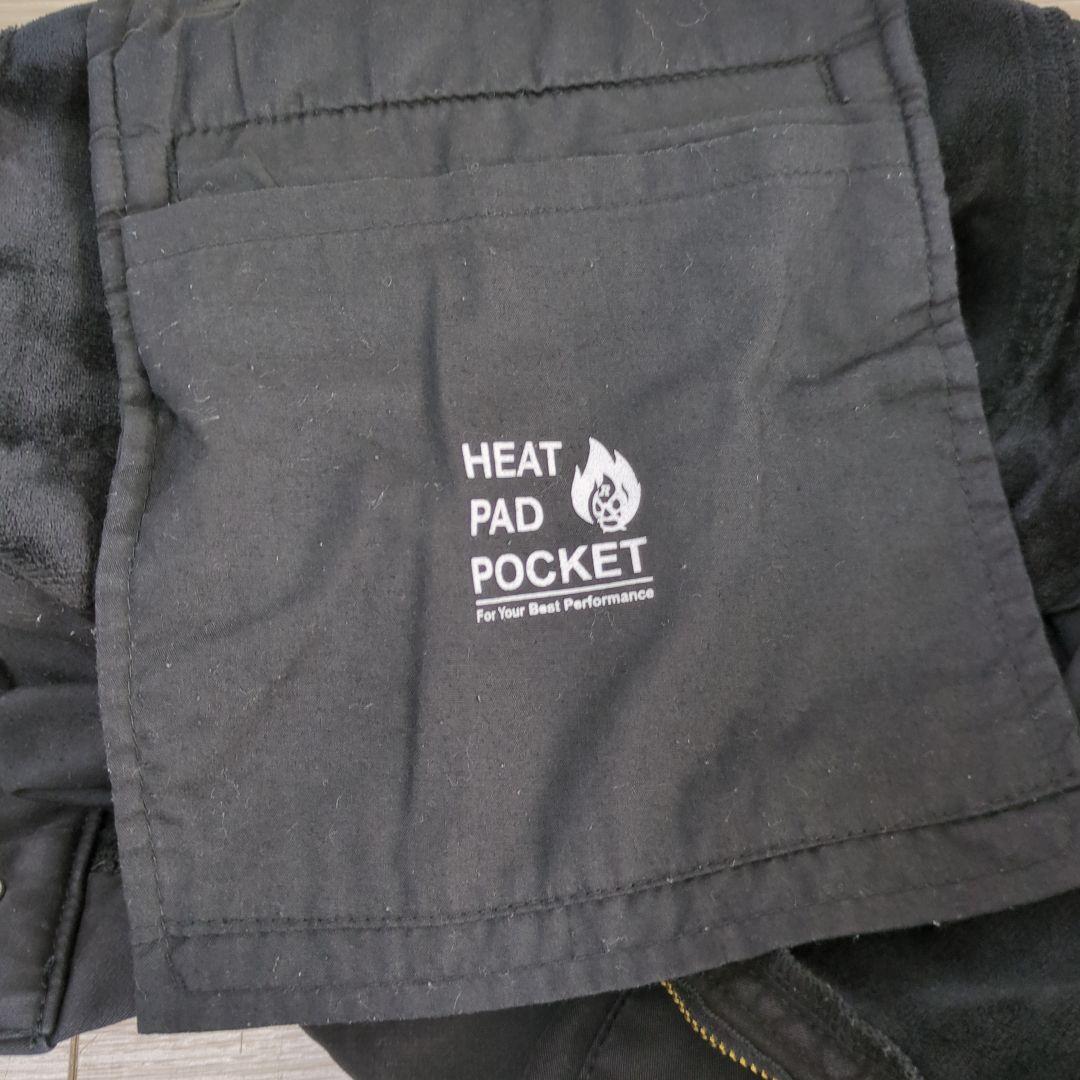 HEAT
PAD
POCKET
For Your Best Performance